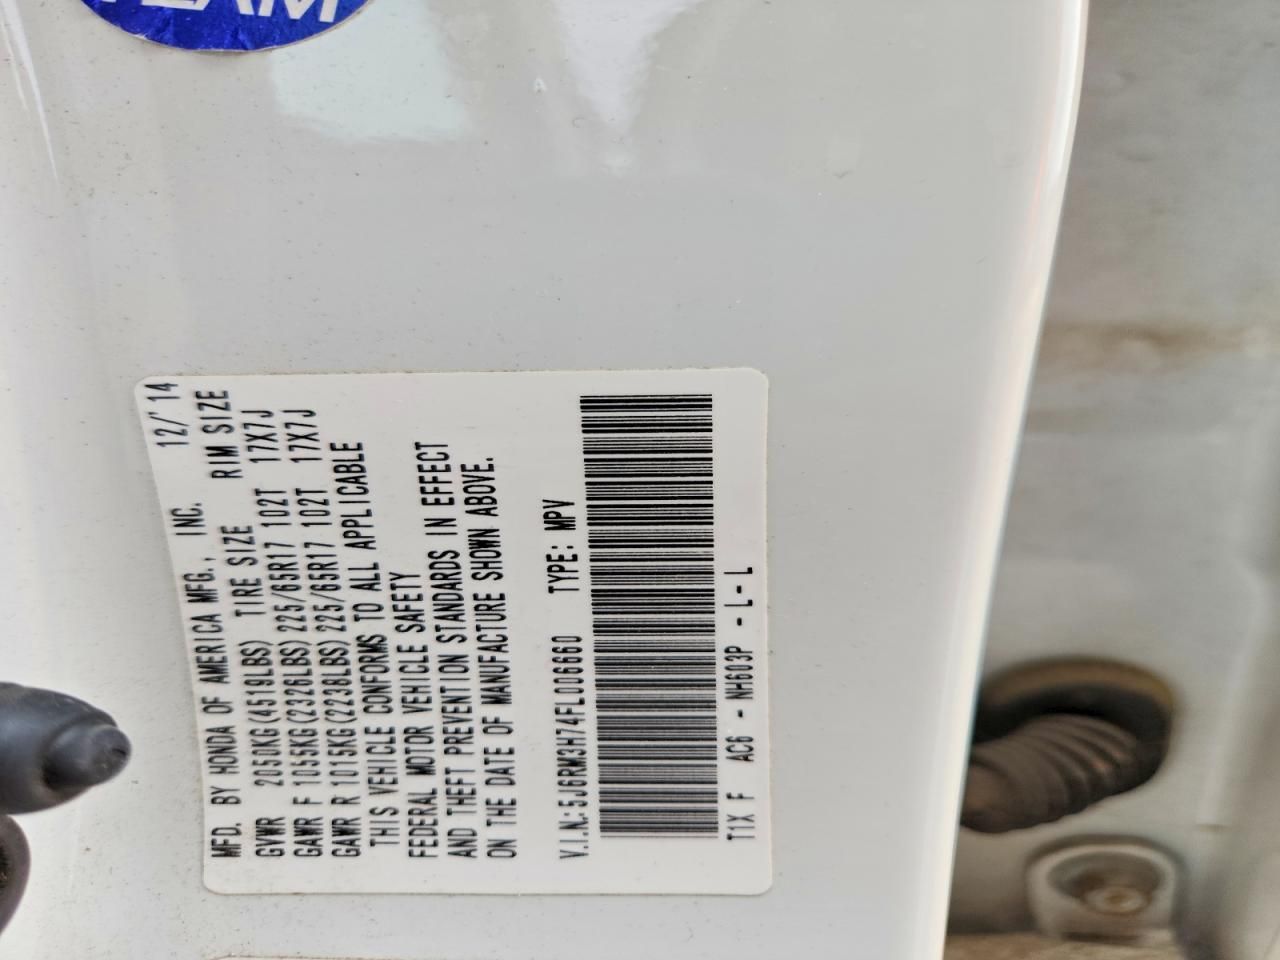 TEAM
MFD. BY HONDA OF AMERICA MFG., INC. 12/'14
GVWR 2050KG(4519LBS) TIRE SIZE RIM SIZE
GAWR F 1055KG(2326LBS) 225/65R17 102T 17X7J
GAWR R 1015KG(2238LBS) 225/65R17 102T 17X7J
THIS VEHICLE CONFORMS TO ALL APPLICABLE
FEDERAL MOTOR VEHICLE SAFETY
AND THEFT PREVENTION STANDARDS IN EFFECT
ON THE DATE OF MANUFACTURE SHOWN ABOVE.
V.I.N.:5J6RM3H74FL006660 TYPE: MPV
T1X F AC6 - NH603P - L - L